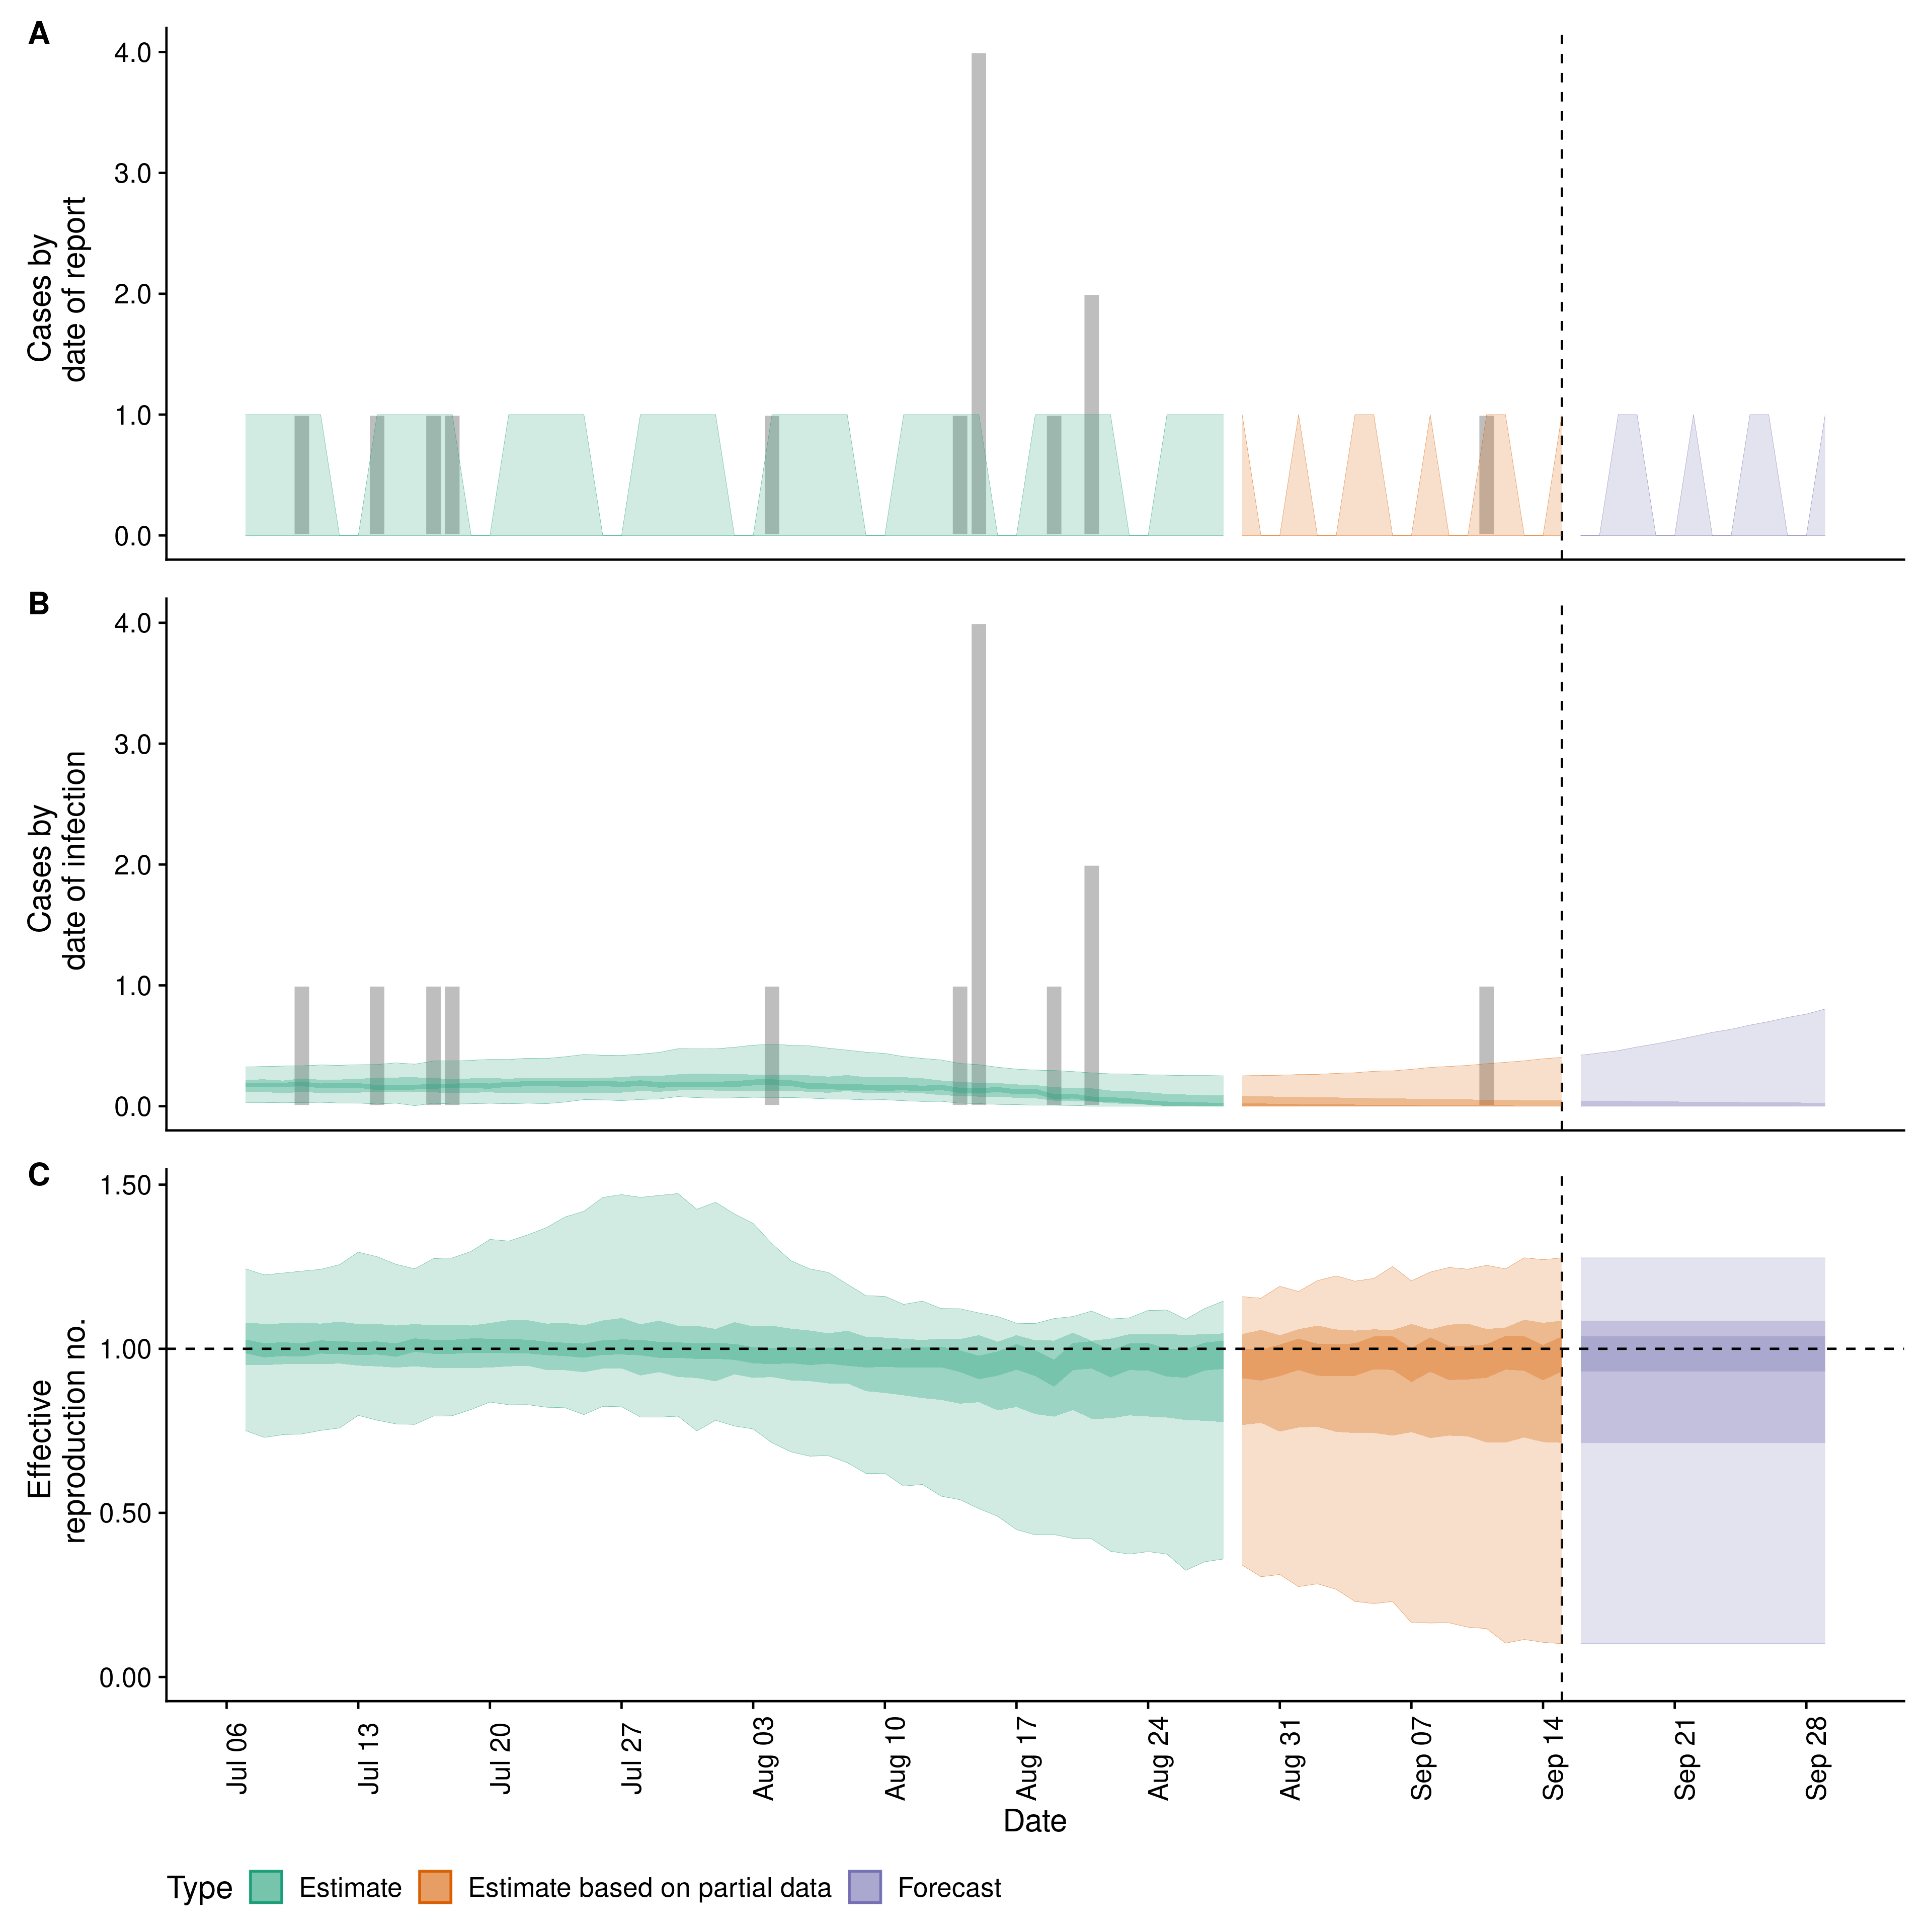 A
4.0
3.0
2.0
1.0
0.0
Cases by
date of report
B
4.0
3.0
2.0
1.0
0.0
Cases by
date of infection
C
1.50
1.00
0.50
0.00
Effective
reproduction no.
Jul 06
Jul 13
Jul 20
Jul 27
Aug 03
Aug 10
Aug 17
Aug 24
Aug 31
Sep 07
Sep 14
Sep 21
Sep 28
Date
Type Estimate Estimate based on partial data Forecast